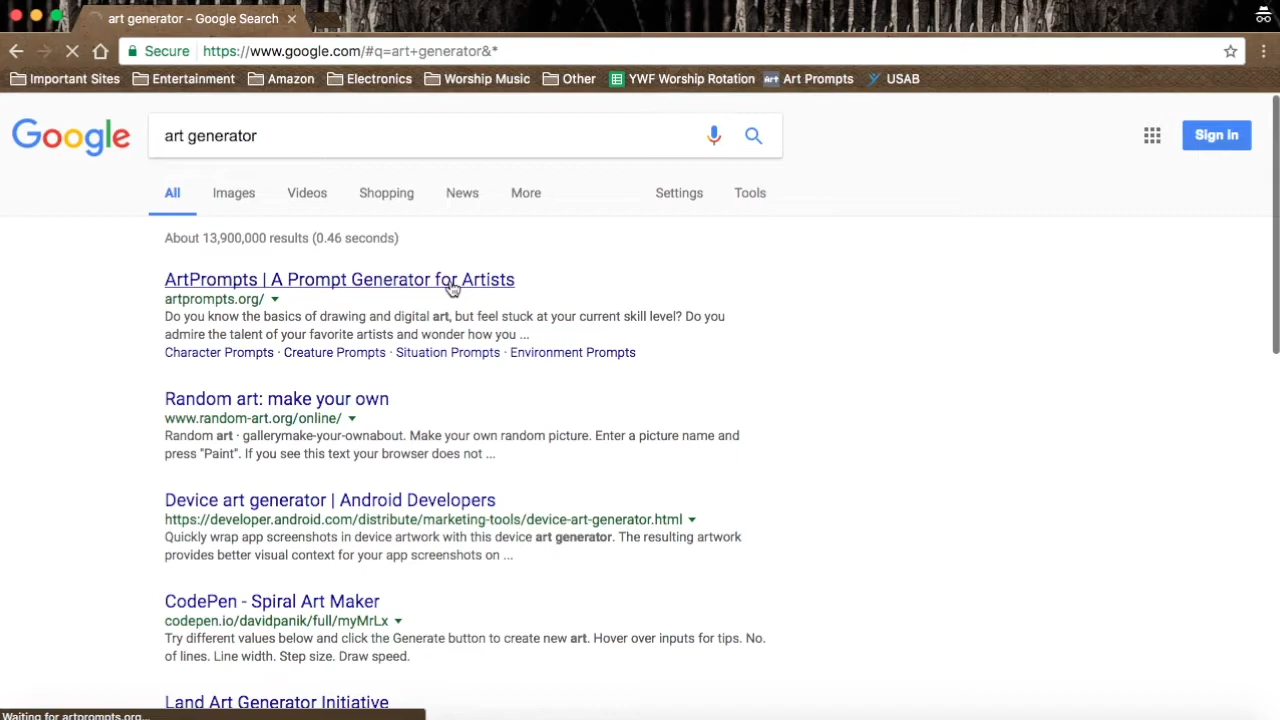 art generator - Google Search
Secure https://www.google.com/#q=art+generator&*
Important Sites Entertainment Amazon Electronics Worship Music Other YWF Worship Rotation Art Art Prompts USAB
Google art generator Sign in
All Images Videos Shopping News More Settings Tools
About 13,900,000 results (0.46 seconds)
ArtPrompts | A Prompt Generator for Artists
artprompts.org/
Do you know the basics of drawing and digital art, but feel stuck at your current skill level? Do you
admire the talent of your favorite artists and wonder how you ...
Character Prompts · Creature Prompts · Situation Prompts · Environment Prompts
Random art: make your own
www.random-art.org/online/
Random art · gallerymake-your-ownabout. Make your own random picture. Enter a picture name and
press "Paint". If you see this text your browser does not ...
Device art generator | Android Developers
https://developer.android.com/distribute/marketing-tools/device-art-generator.html
Quickly wrap app screenshots in device artwork with this device art generator. The resulting artwork
provides better visual context for your app screenshots on ...
CodePen - Spiral Art Maker
codepen.io/davidpanik/full/myMrLx
Try different values below and click the Generate button to create new art. Hover over inputs for tips. No.
of lines. Line width. Step size. Draw speed.
Land Art Generator Initiative
Waiting for artprompts.org...